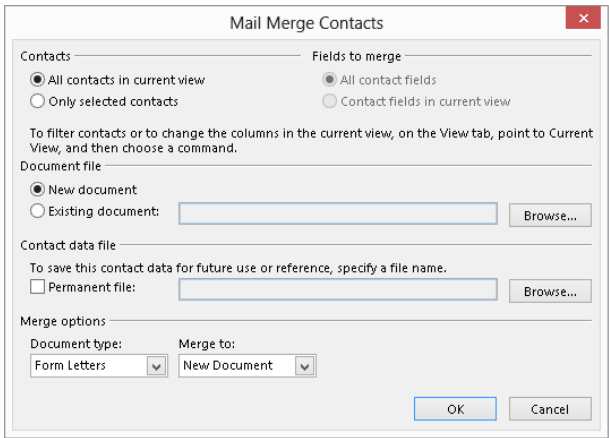 Mail Merge Contacts
Contacts
Fields to merge
All contacts in current view
All contact fields
Only selected contacts
Contact fields in current view
To filter contacts or to change the columns in the current view, on the View tab, point to Current
View, and then choose a command.
Document file
New document
Existing document:
Browse...
Contact data file
To save this contact data for future use or reference, specify a file name.
Permanent file:
Browse...
Merge options
Document type:
Merge to:
Form Letters
New Document
OK
Cancel